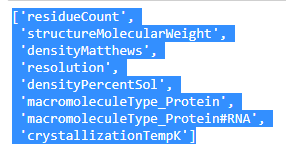 ['residueCount',
'structureMolecularWeight',
'densityMatthews',
'resolution',
'densityPercentSol',
'macromoleculeType_Protein',
'macromoleculeType_Protein#RNA',
'crystallizationTempK']